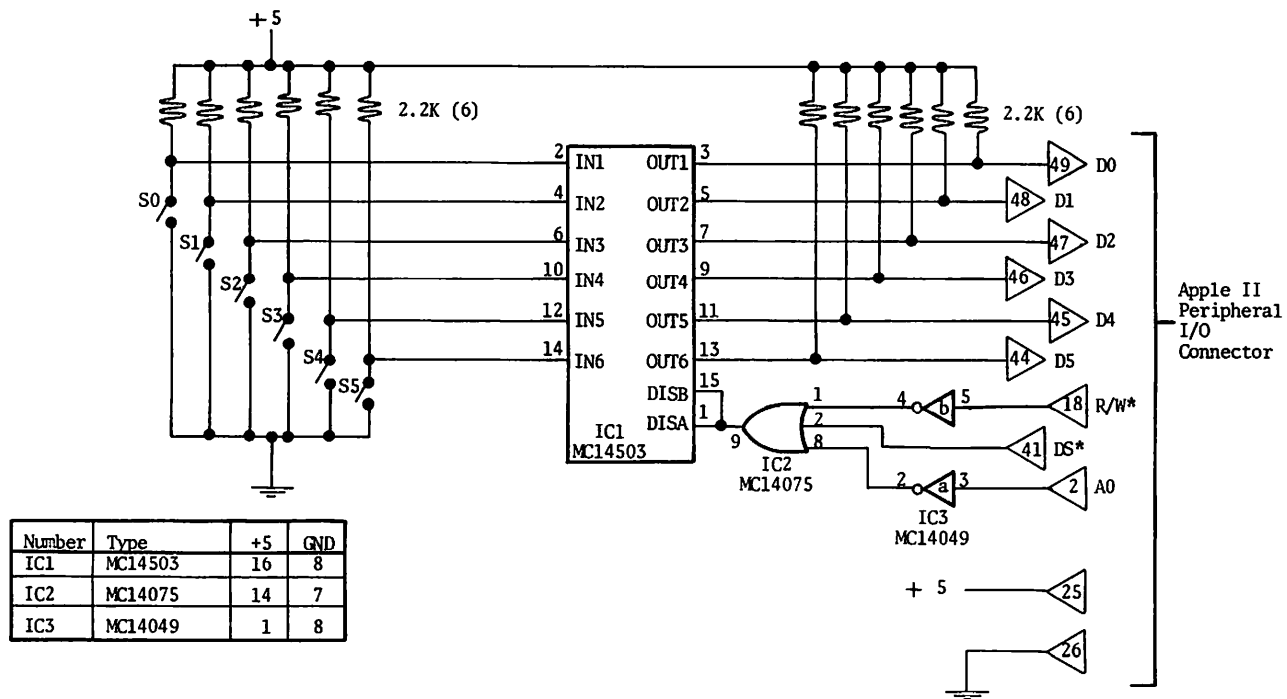 + 5
2.2K (6)
2.2K (6)
S0
S1
S2
S3
S4
S5
2 IN1 OUT1 3
4 IN2 OUT2 5
6 IN3 OUT3 7
10 IN4 OUT4 9
12 IN5 OUT5 11
14 IN6 OUT6 13
DISB 15
DISA 1
IC1
MC14503
49 D0
48 D1
47 D2
46 D3
45 D4
44 D5
Apple II
Peripheral
I/O
Connector
1 4 b 5 18 R/W*
2 41 DS*
9 8 2 a 3 2 A0
IC2
MC14075
IC3
MC14049
+ 5 25
26
Number Type +5 GND
IC1 MC14503 16 8
IC2 MC14075 14 7
IC3 MC14049 1 8